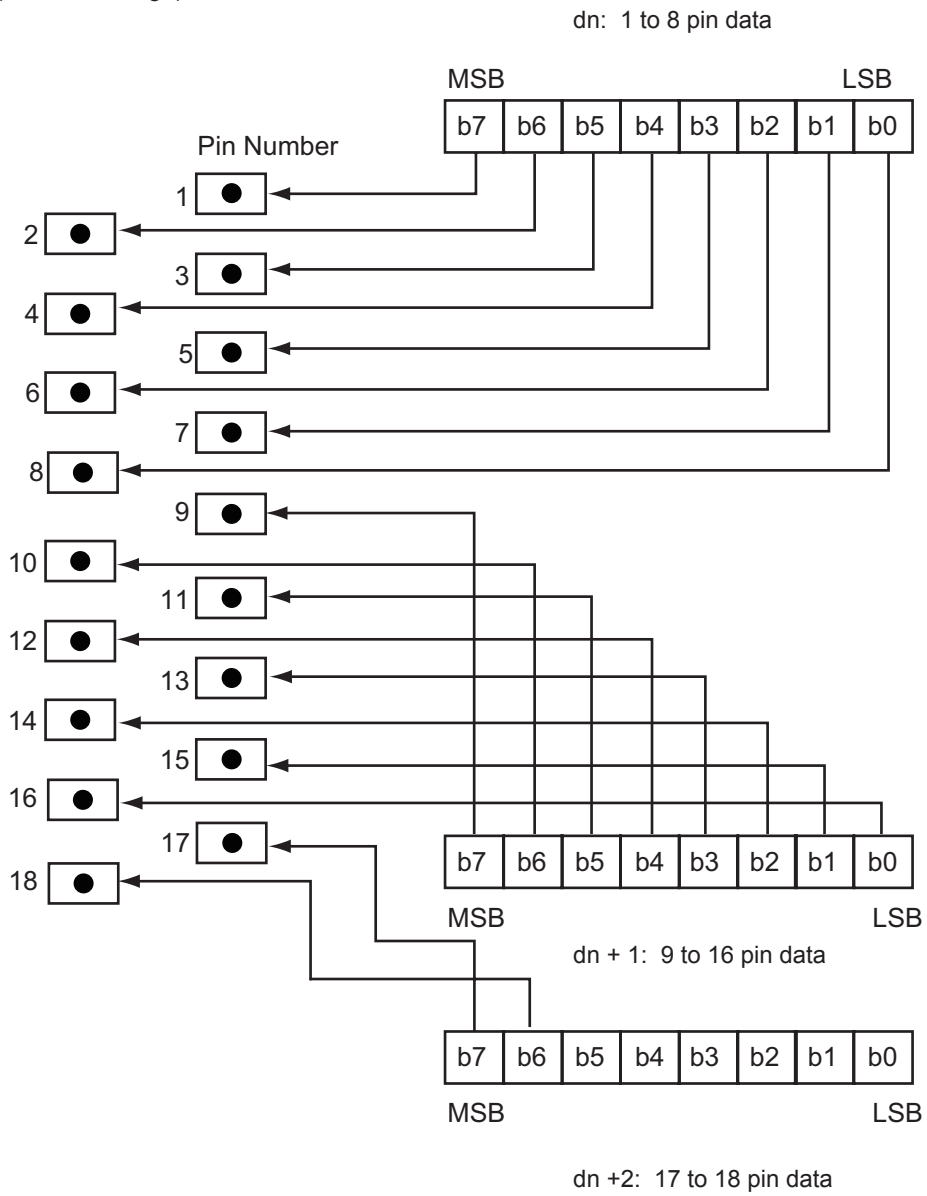 dn: 1 to 8 pin data
MSB LSB
b7 b6 b5 b4 b3 b2 b1 b0
Pin Number
1
2
3
4
5
6
7
8
9
10
11
12
13
14
15
16
17
18
b7 b6 b5 b4 b3 b2 b1 b0
MSB LSB
dn + 1: 9 to 16 pin data
b7 b6 b5 b4 b3 b2 b1 b0
MSB LSB
dn +2: 17 to 18 pin data